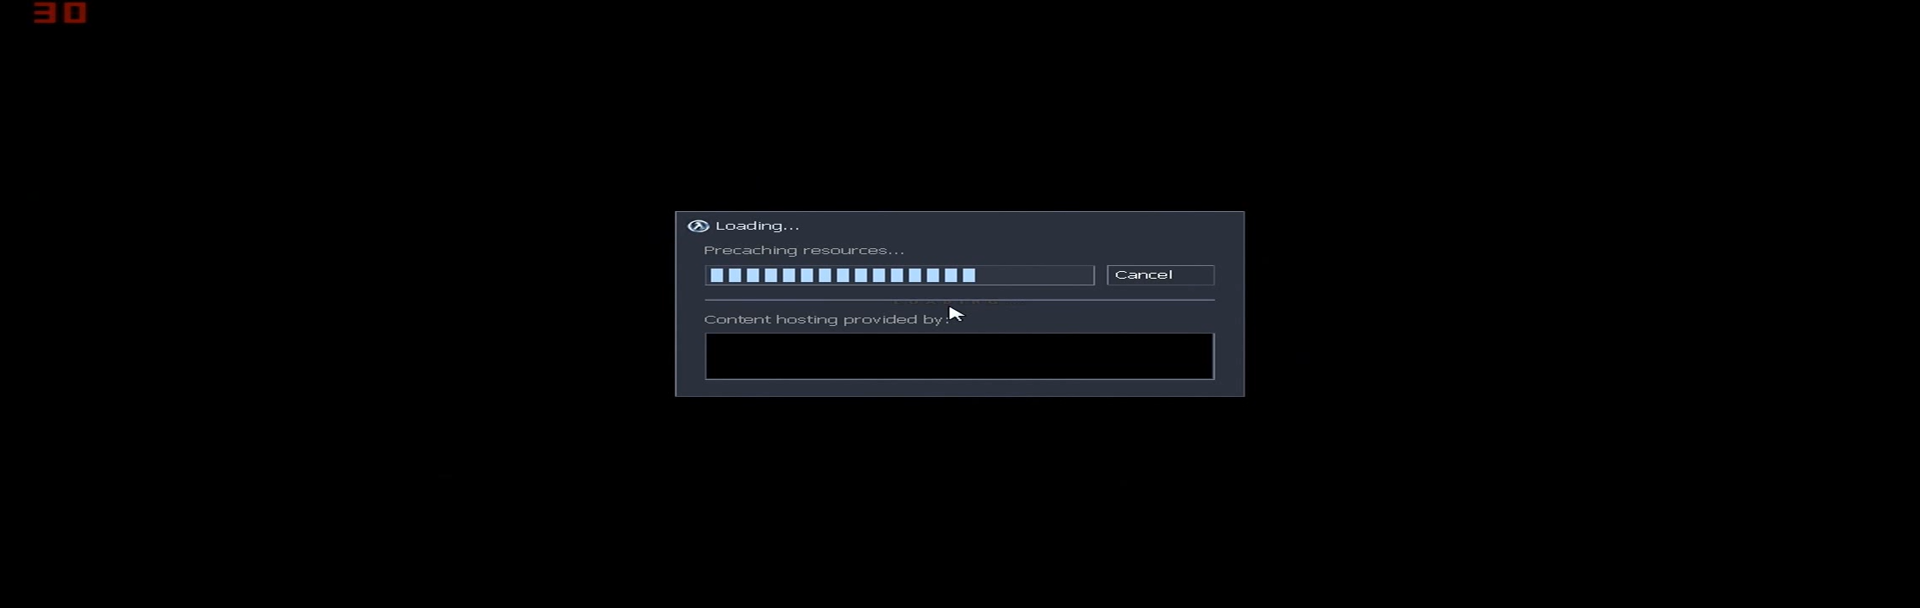 30
Loading...
Precaching resources...
Cancel
Content hosting provided by: